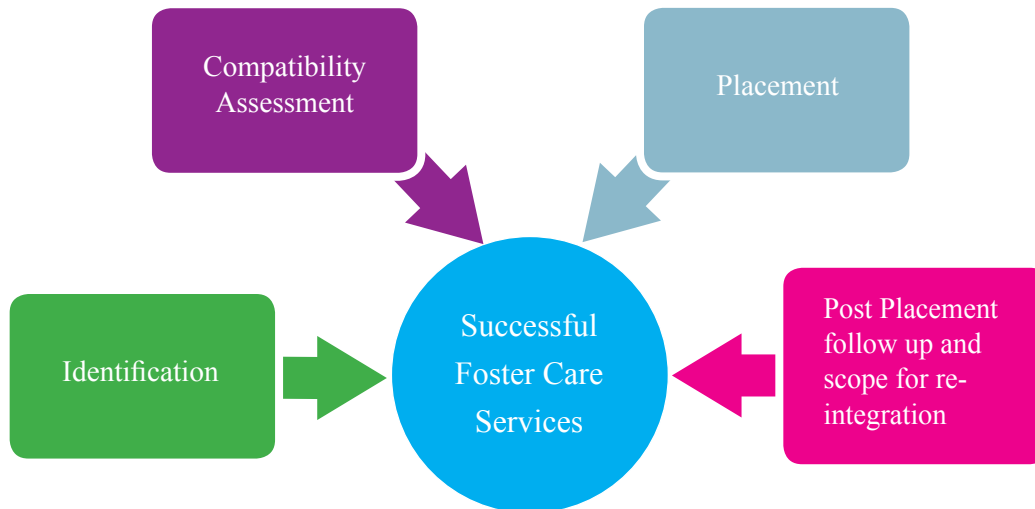 Compatibility
Assessment
Placement
Identification
Successful
Foster Care
Services
Post Placement
follow up and
scope for re-
integration